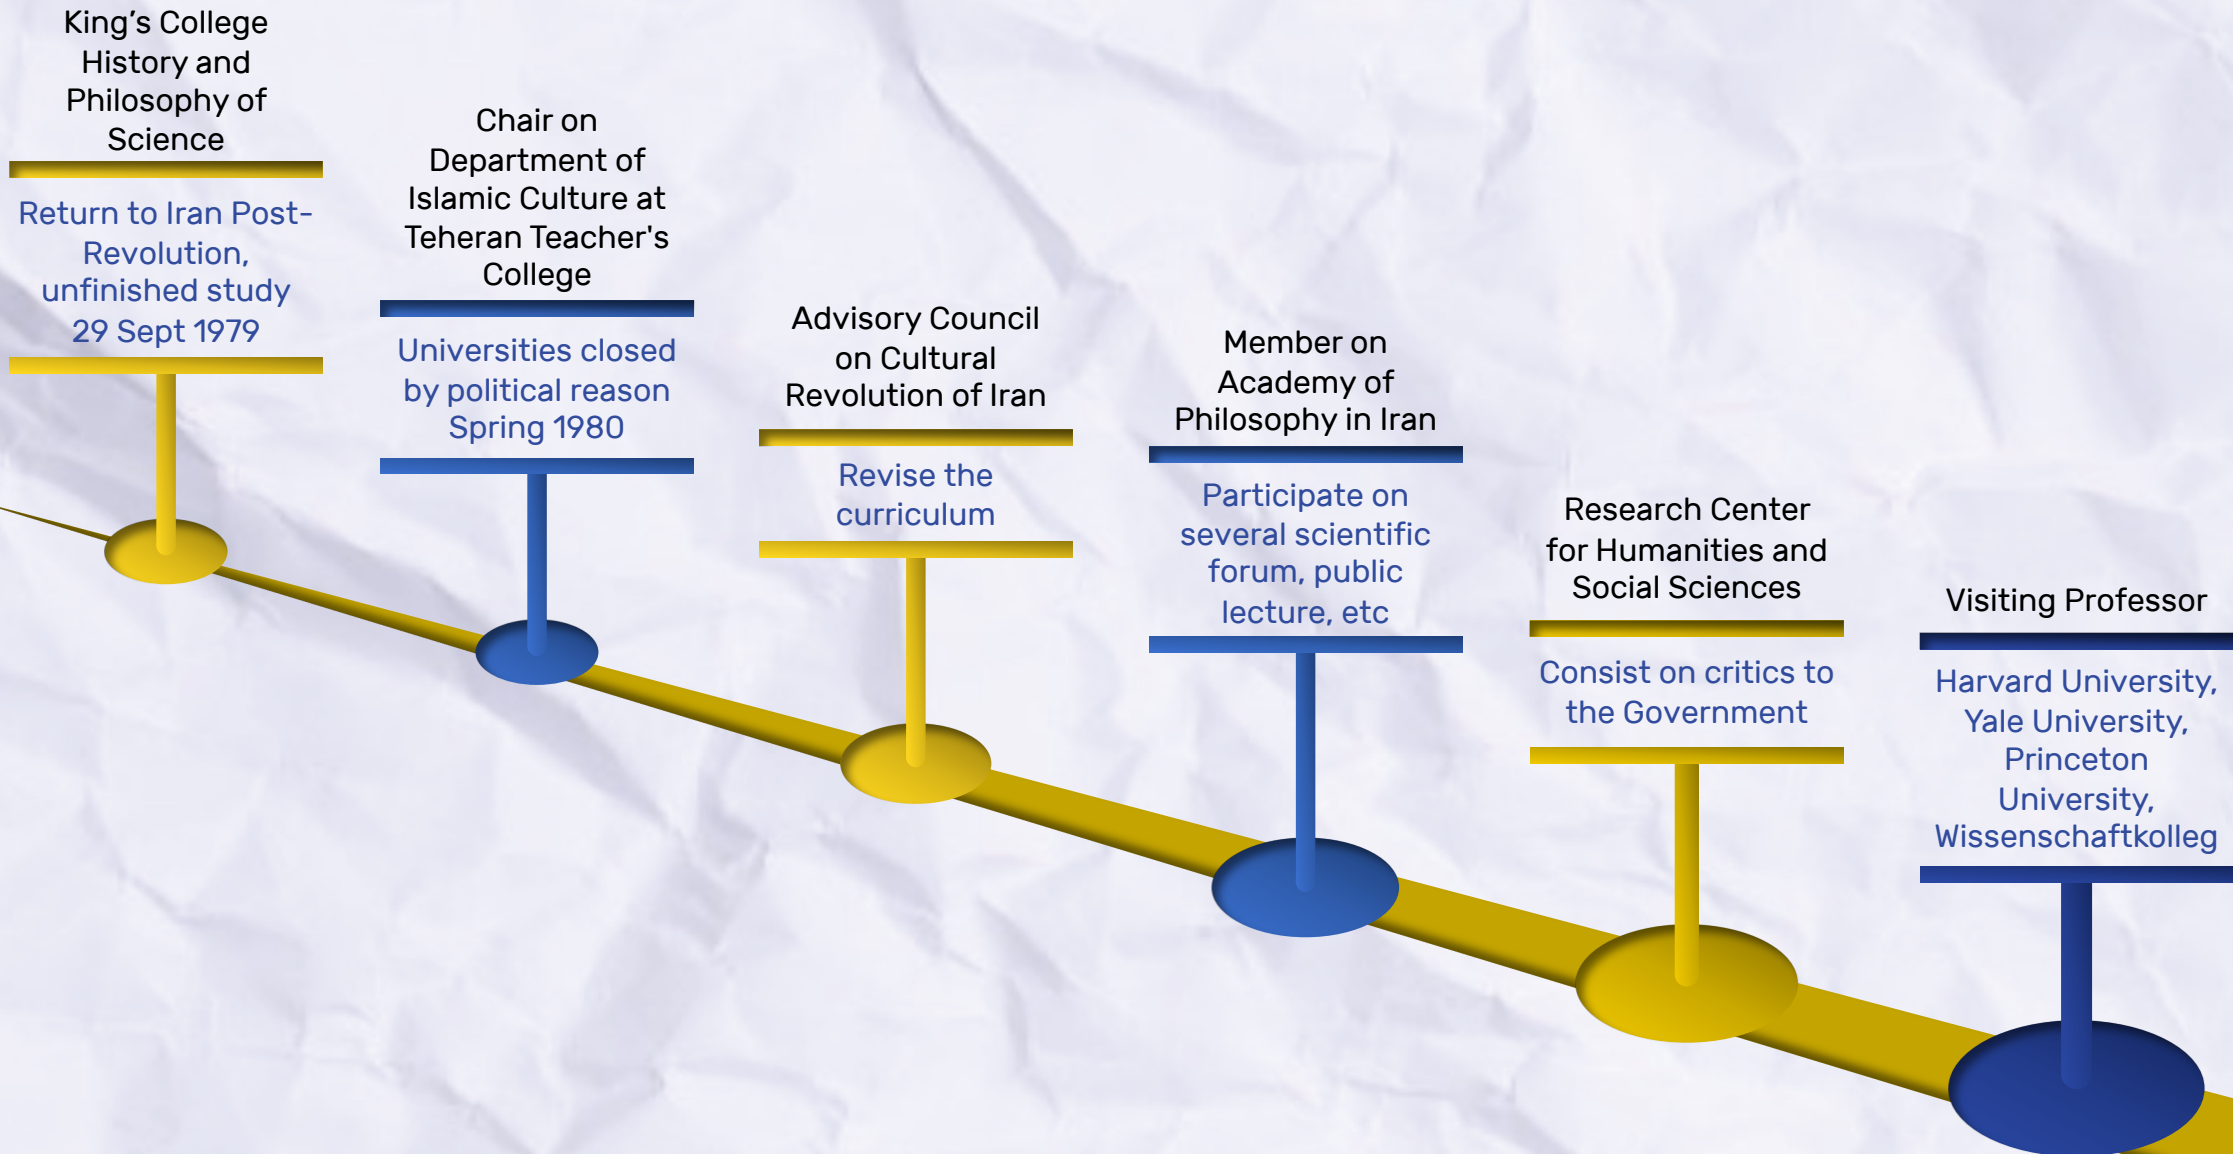 King’s College
History and
Philosophy of
Science
Return to Iran Post-
Revolution,
unfinished study
29 Sept 1979
Chair on
Department of
Islamic Culture at
Teheran Teacher's
College
Universities closed
by political reason
Spring 1980
Advisory Council
on Cultural
Revolution of Iran
Revise the
curriculum
Member on
Academy of
Philosophy in Iran
Participate on
several scientific
forum, public
lecture, etc
Research Center
for Humanities and
Social Sciences
Consist on critics to
the Government
Visiting Professor
Harvard University,
Yale University,
Princeton
University,
Wissenschaftkolleg